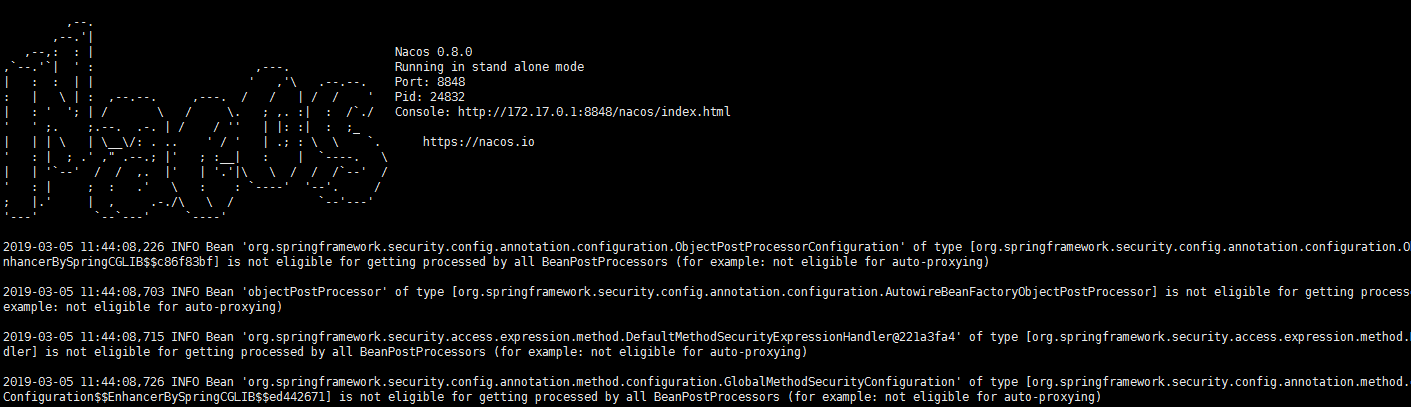 Nacos 0.8.0
Running in stand alone mode
Port: 8848
Pid: 24832
Console: http://172.17.0.1:8848/nacos/index.html
https://nacos.io
2019-03-05 11:44:08,226 INFO Bean 'org.springframework.security.config.annotation.configuration.ObjectPostProcessorConfiguration' of type [org.springframework.security.config.annotation.configuration.O
nhancerBySpringCGLIB$$c86f83bf] is not eligible for getting processed by all BeanPostProcessors (for example: not eligible for auto-proxying)
2019-03-05 11:44:08,703 INFO Bean 'objectPostProcessor' of type [org.springframework.security.config.annotation.configuration.AutowireBeanFactoryObjectPostProcessor] is not eligible for getting process
example: not eligible for auto-proxying)
2019-03-05 11:44:08,715 INFO Bean 'org.springframework.security.access.expression.method.DefaultMethodSecurityExpressionHandler@221a3fa4' of type [org.springframework.security.access.expression.method.
dler] is not eligible for getting processed by all BeanPostProcessors (for example: not eligible for auto-proxying)
2019-03-05 11:44:08,726 INFO Bean 'org.springframework.security.config.annotation.method.configuration.GlobalMethodSecurityConfiguration' of type [org.springframework.security.config.annotation.method.
Configuration$$EnhancerBySpringCGLIB$$ed442671] is not eligible for getting processed by all BeanPostProcessors (for example: not eligible for auto-proxying)